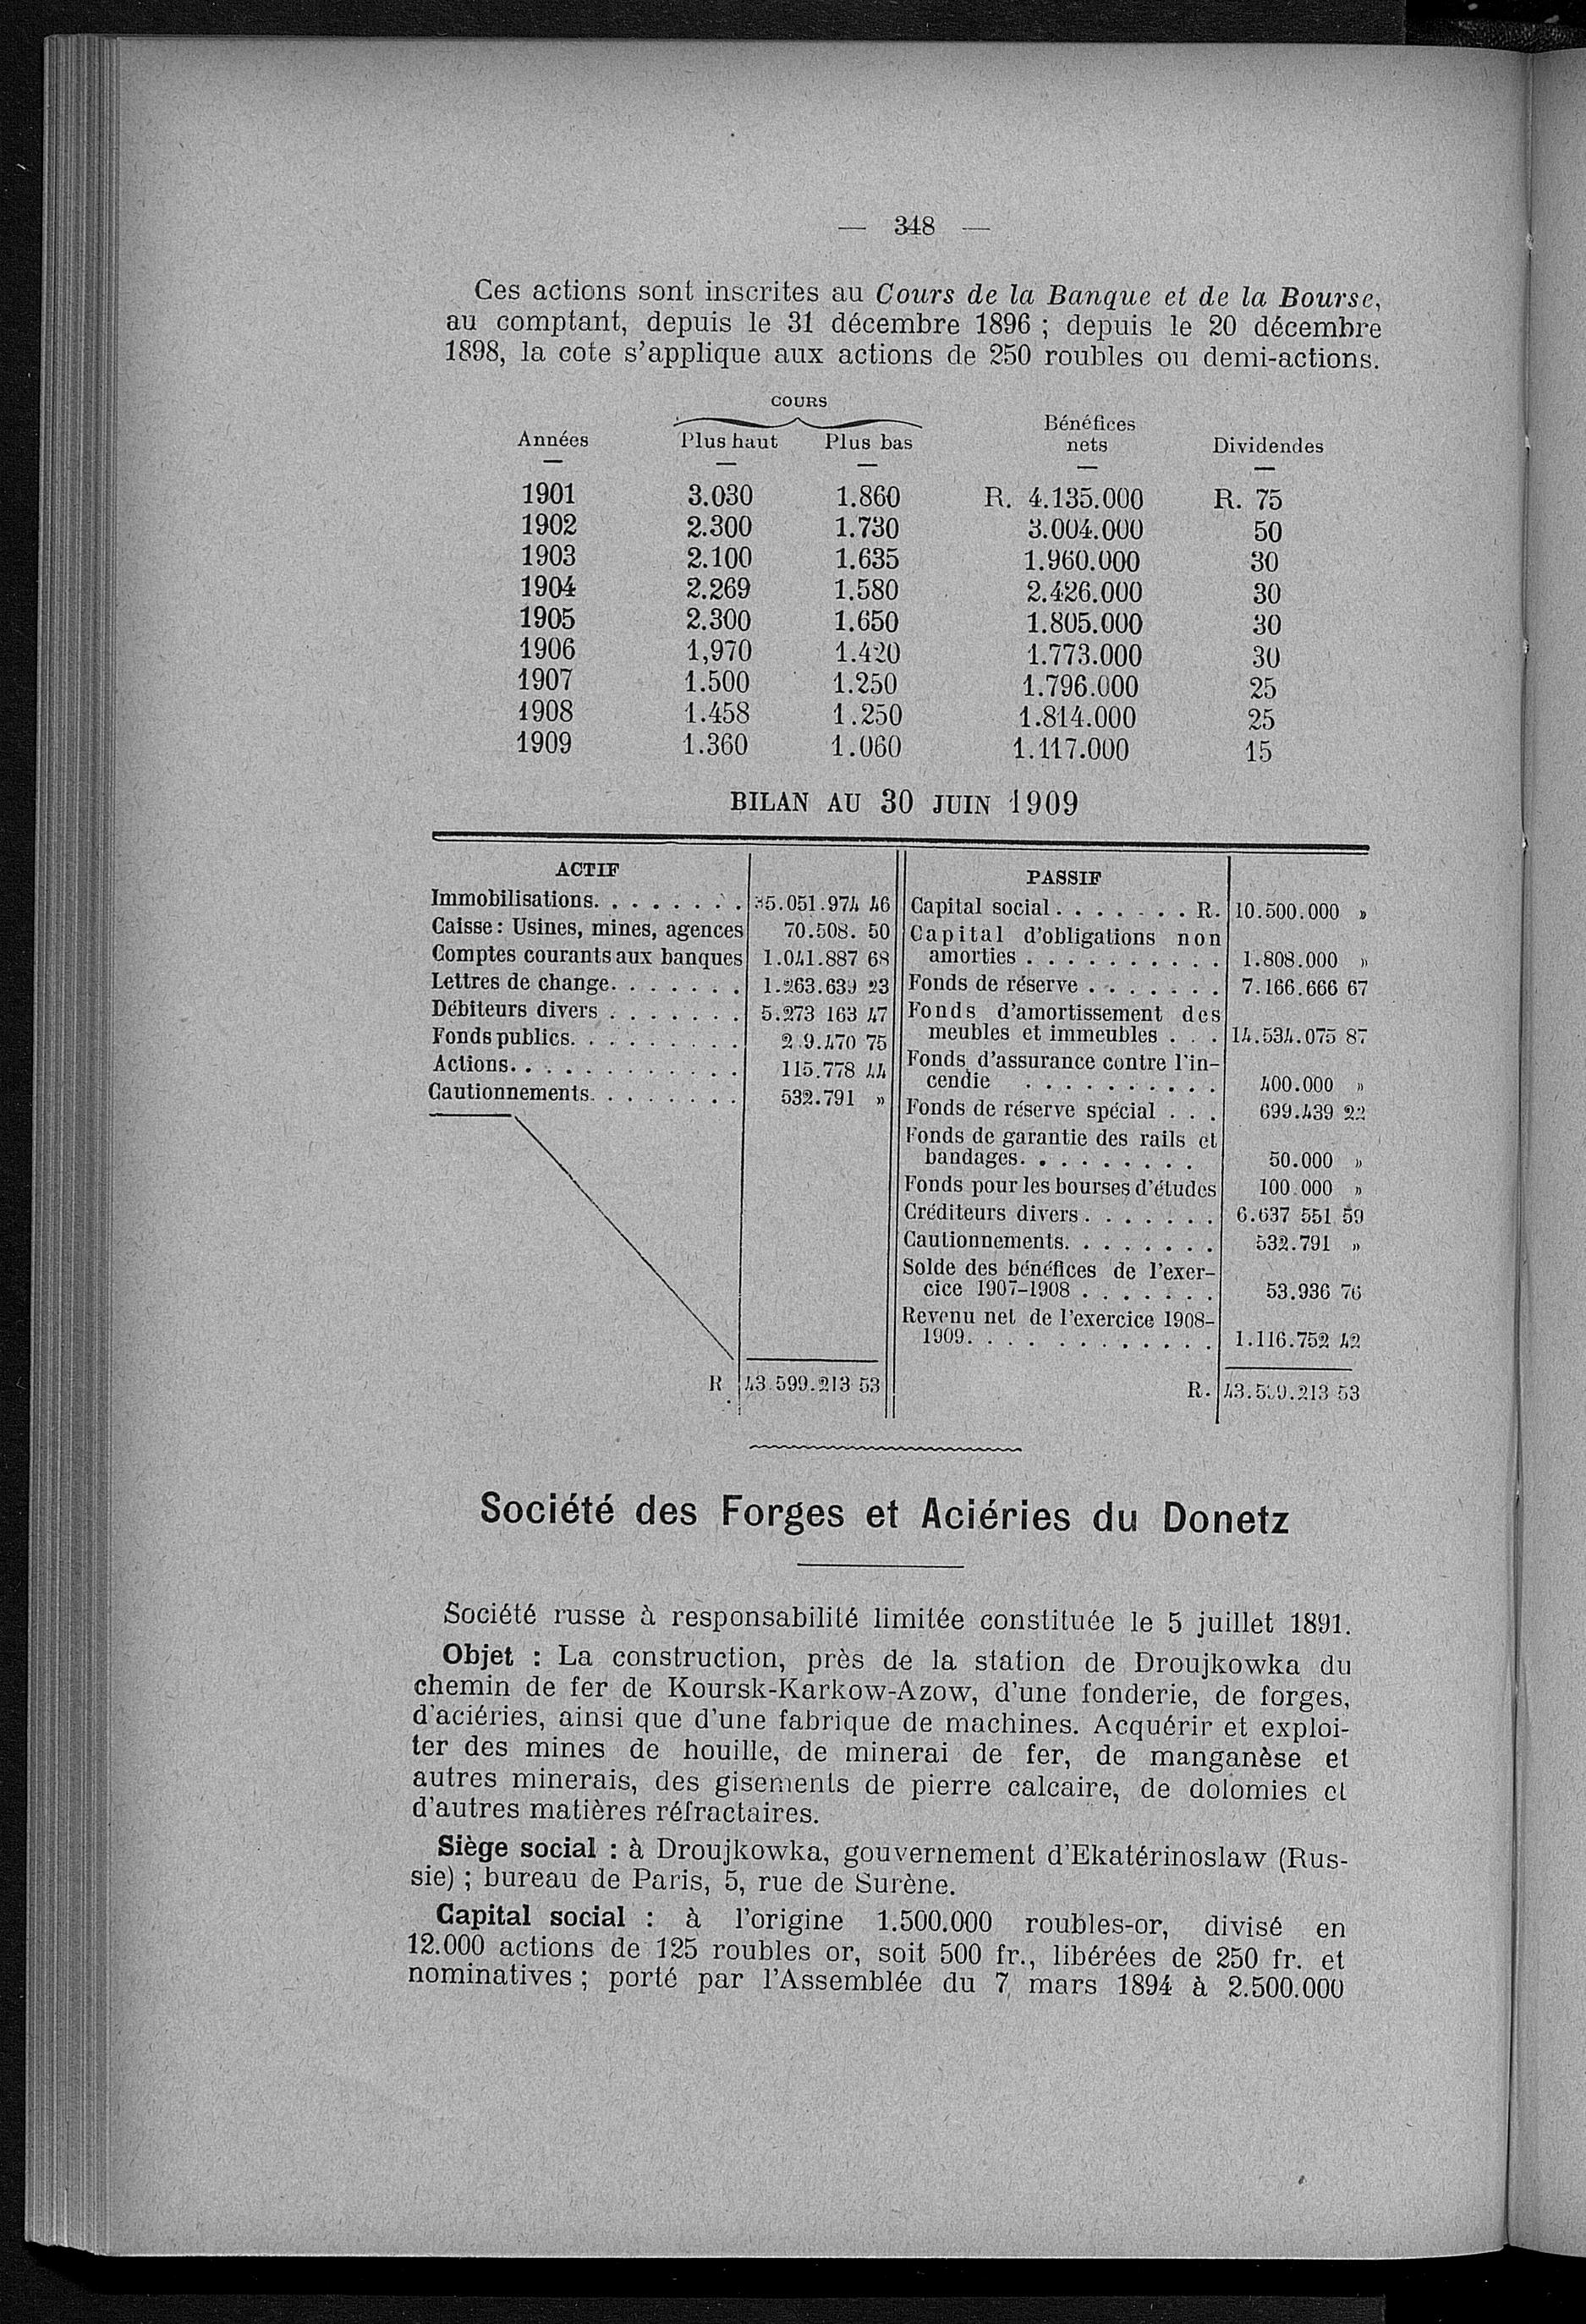 — 348 —
Ces actions sont inscrites au Cours de la Banque et de la Bourse,
au comptant, depuis le 31 décembre 1896 ; depuis le 20 décembre
1898, la cote s'applique aux actions de 250 roubles ou demi-actions.
COURS
Années Plus haut Plus bas Bénéfices nets Dividendes
1901 3.030 1.860 R. 4.135.000 R. 75
1902 2.300 1.730 3.004.000 50
1903 2.100 1.635 1.960.000 30
1904 2.269 1.580 2.426.000 30
1905 2.300 1.650 1.805.000 30
1906 1,970 1.420 1.773.000 30
1907 1.500 1.250 1.796.000 25
1908 1.458 1.250 1.814.000 25
1909 1.360 1.060 1.117.000 15
BILAN AU 30 JUIN 1909
ACTIF
Immobilisations. . . . . . . . 35.051.974 46
Caisse : Usines, mines, agences 70.508. 50
Comptes courants aux banques 1.041.887 68
Lettres de change. . . . . . . 1.263.639 23
Débiteurs divers . . . . . . . 5.273 163 47
Fonds publics. . . . . . . . .
Actions. . . . . . . . . . . . 115.778 44
Cautionnements. . . . . . . . 532.791 »
R 43.599.213 53
PASSIF
Capital social. . . . . . . R. 10.500.000 »
Capital d'obligations non
amorties . . . . . . . . . . 1.808.000 »
Fonds de réserve . . . . . . . 7.166.666 67
Fonds d'amortissement des
meubles et immeubles . . . 14.534.075 87
Fonds d'assurance contre l'in-
cendie . . . . . . . . . . 400.000 »
Fonds de réserve spécial . . . 699.439 22
Fonds de garantie des rails et
bandages. . . . . . . . . 50.000 »
Fonds pour les bourses d'études 100.000 »
Créditeurs divers. . . . . . . 6.637 551 59
Cautionnements. . . . . . . . 532.791 »
Solde des bénéfices de l'exer-
cice 1907-1908 . . . . . . . 53.936 76
Revenu net de l'exercice 1908-
1909. . . . . . . . . . . . 1.116.752 42
R. 43.599.213 53
Société des Forges et Aciéries du Donetz
Société russe à responsabilité limitée constituée le 5 juillet 1891.
Objet : La construction, près de la station de Droujkowka du
chemin de fer de Koursk-Karkow-Azow, d'une fonderie, de forges,
d'aciéries, ainsi que d'une fabrique de machines. Acquérir et exploi-
ter des mines de houille, de minerai de fer, de manganèse et
autres minerais, des gisements de pierre calcaire, de dolomies et
d'autres matières réfractaires.
Siège social : à Droujkowka, gouvernement d'Ekatérinoslaw (Rus-
sie) ; bureau de Paris, 5, rue de Surène.
Capital social : à l'origine 1.500.000 roubles-or, divisé en
12.000 actions de 125 roubles or, soit 500 fr., libérées de 250 fr. et
nominatives ; porté par l'Assemblée du 7 mars 1894 à 2.500.000